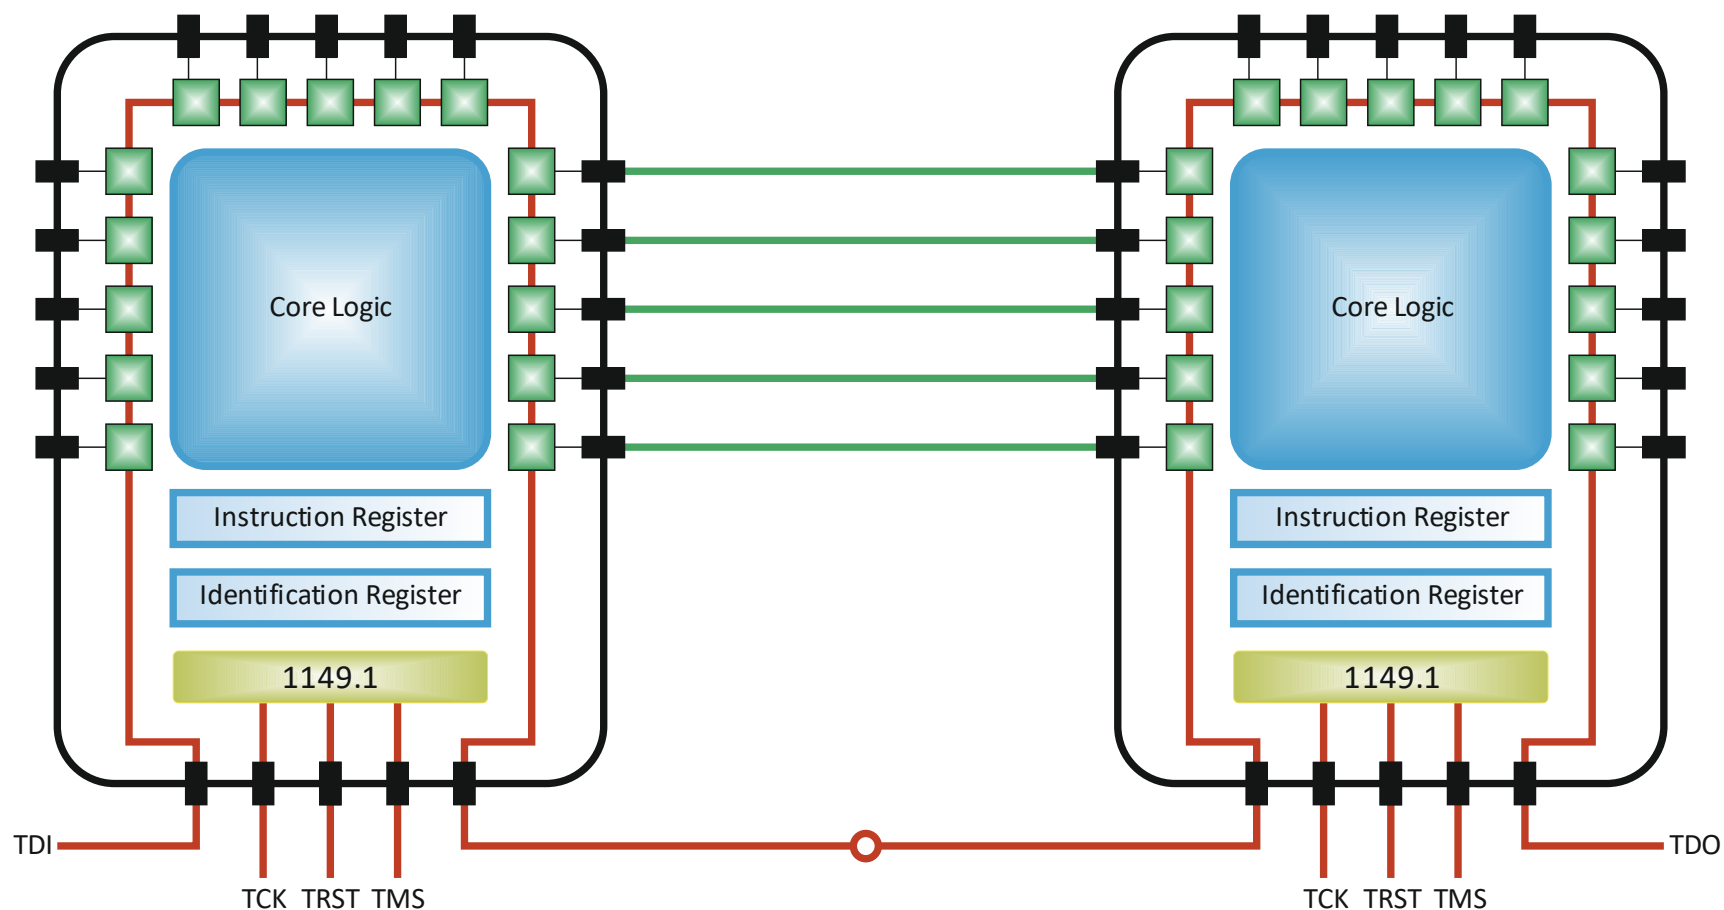 Core Logic
Instruction Register
Identification Register
1149.1
TDI
TCK TRST TMS
Core Logic
Instruction Register
Identification Register
1149.1
TDO
TCK TRST TMS